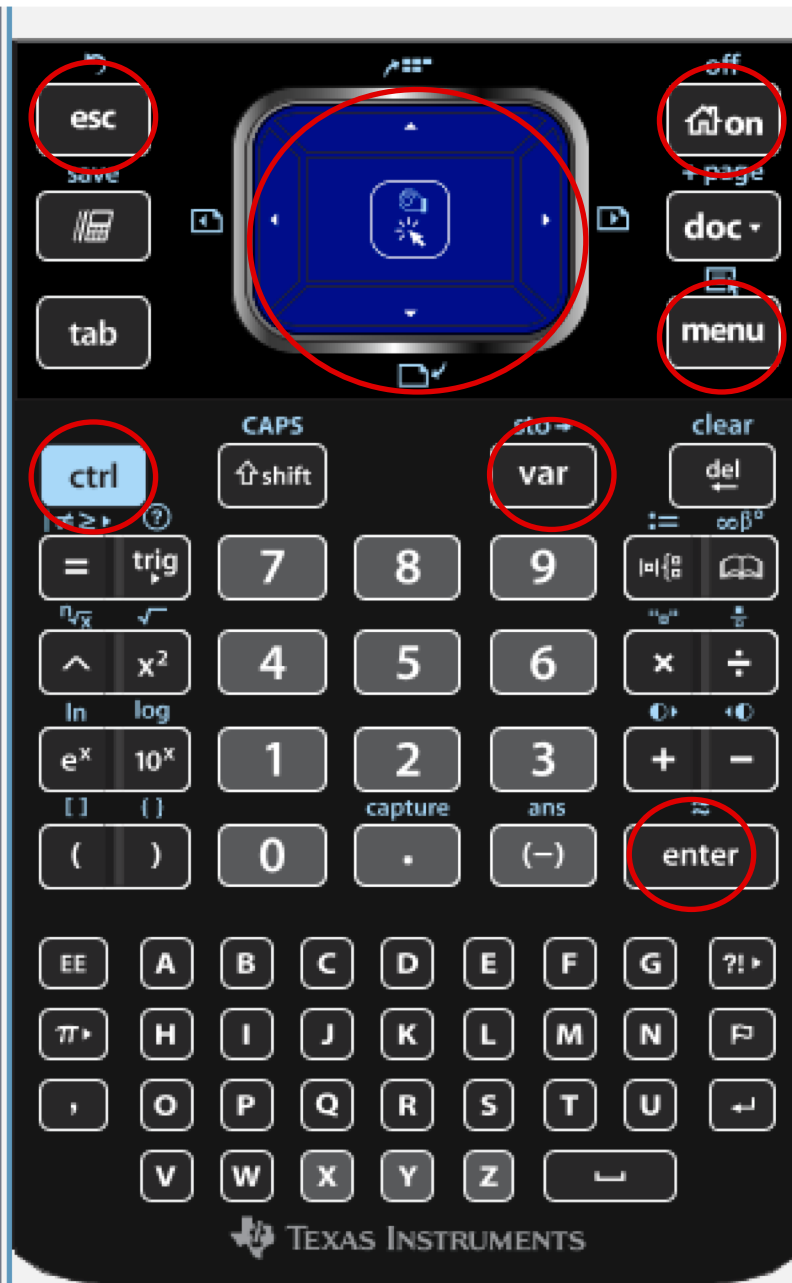 off
esc
on
save
+ page
doc
tab
menu
CAPS
sto
clear
ctrl
shift
var
del
| ≠ ≥ ▸ ? := ∞β°
= trig 7 8 9 |▫|{
n√x √ "▫" ÷
^ x² 4 5 6 × ÷
ln log
eˣ 10ˣ 1 2 3 + −
[ ] { } capture ans ≈
( ) 0 . (−) enter
EE A B C D E F G ?!▸
π▸ H I J K L M N
, O P Q R S T U ↵
V W X Y Z
TEXAS INSTRUMENTS